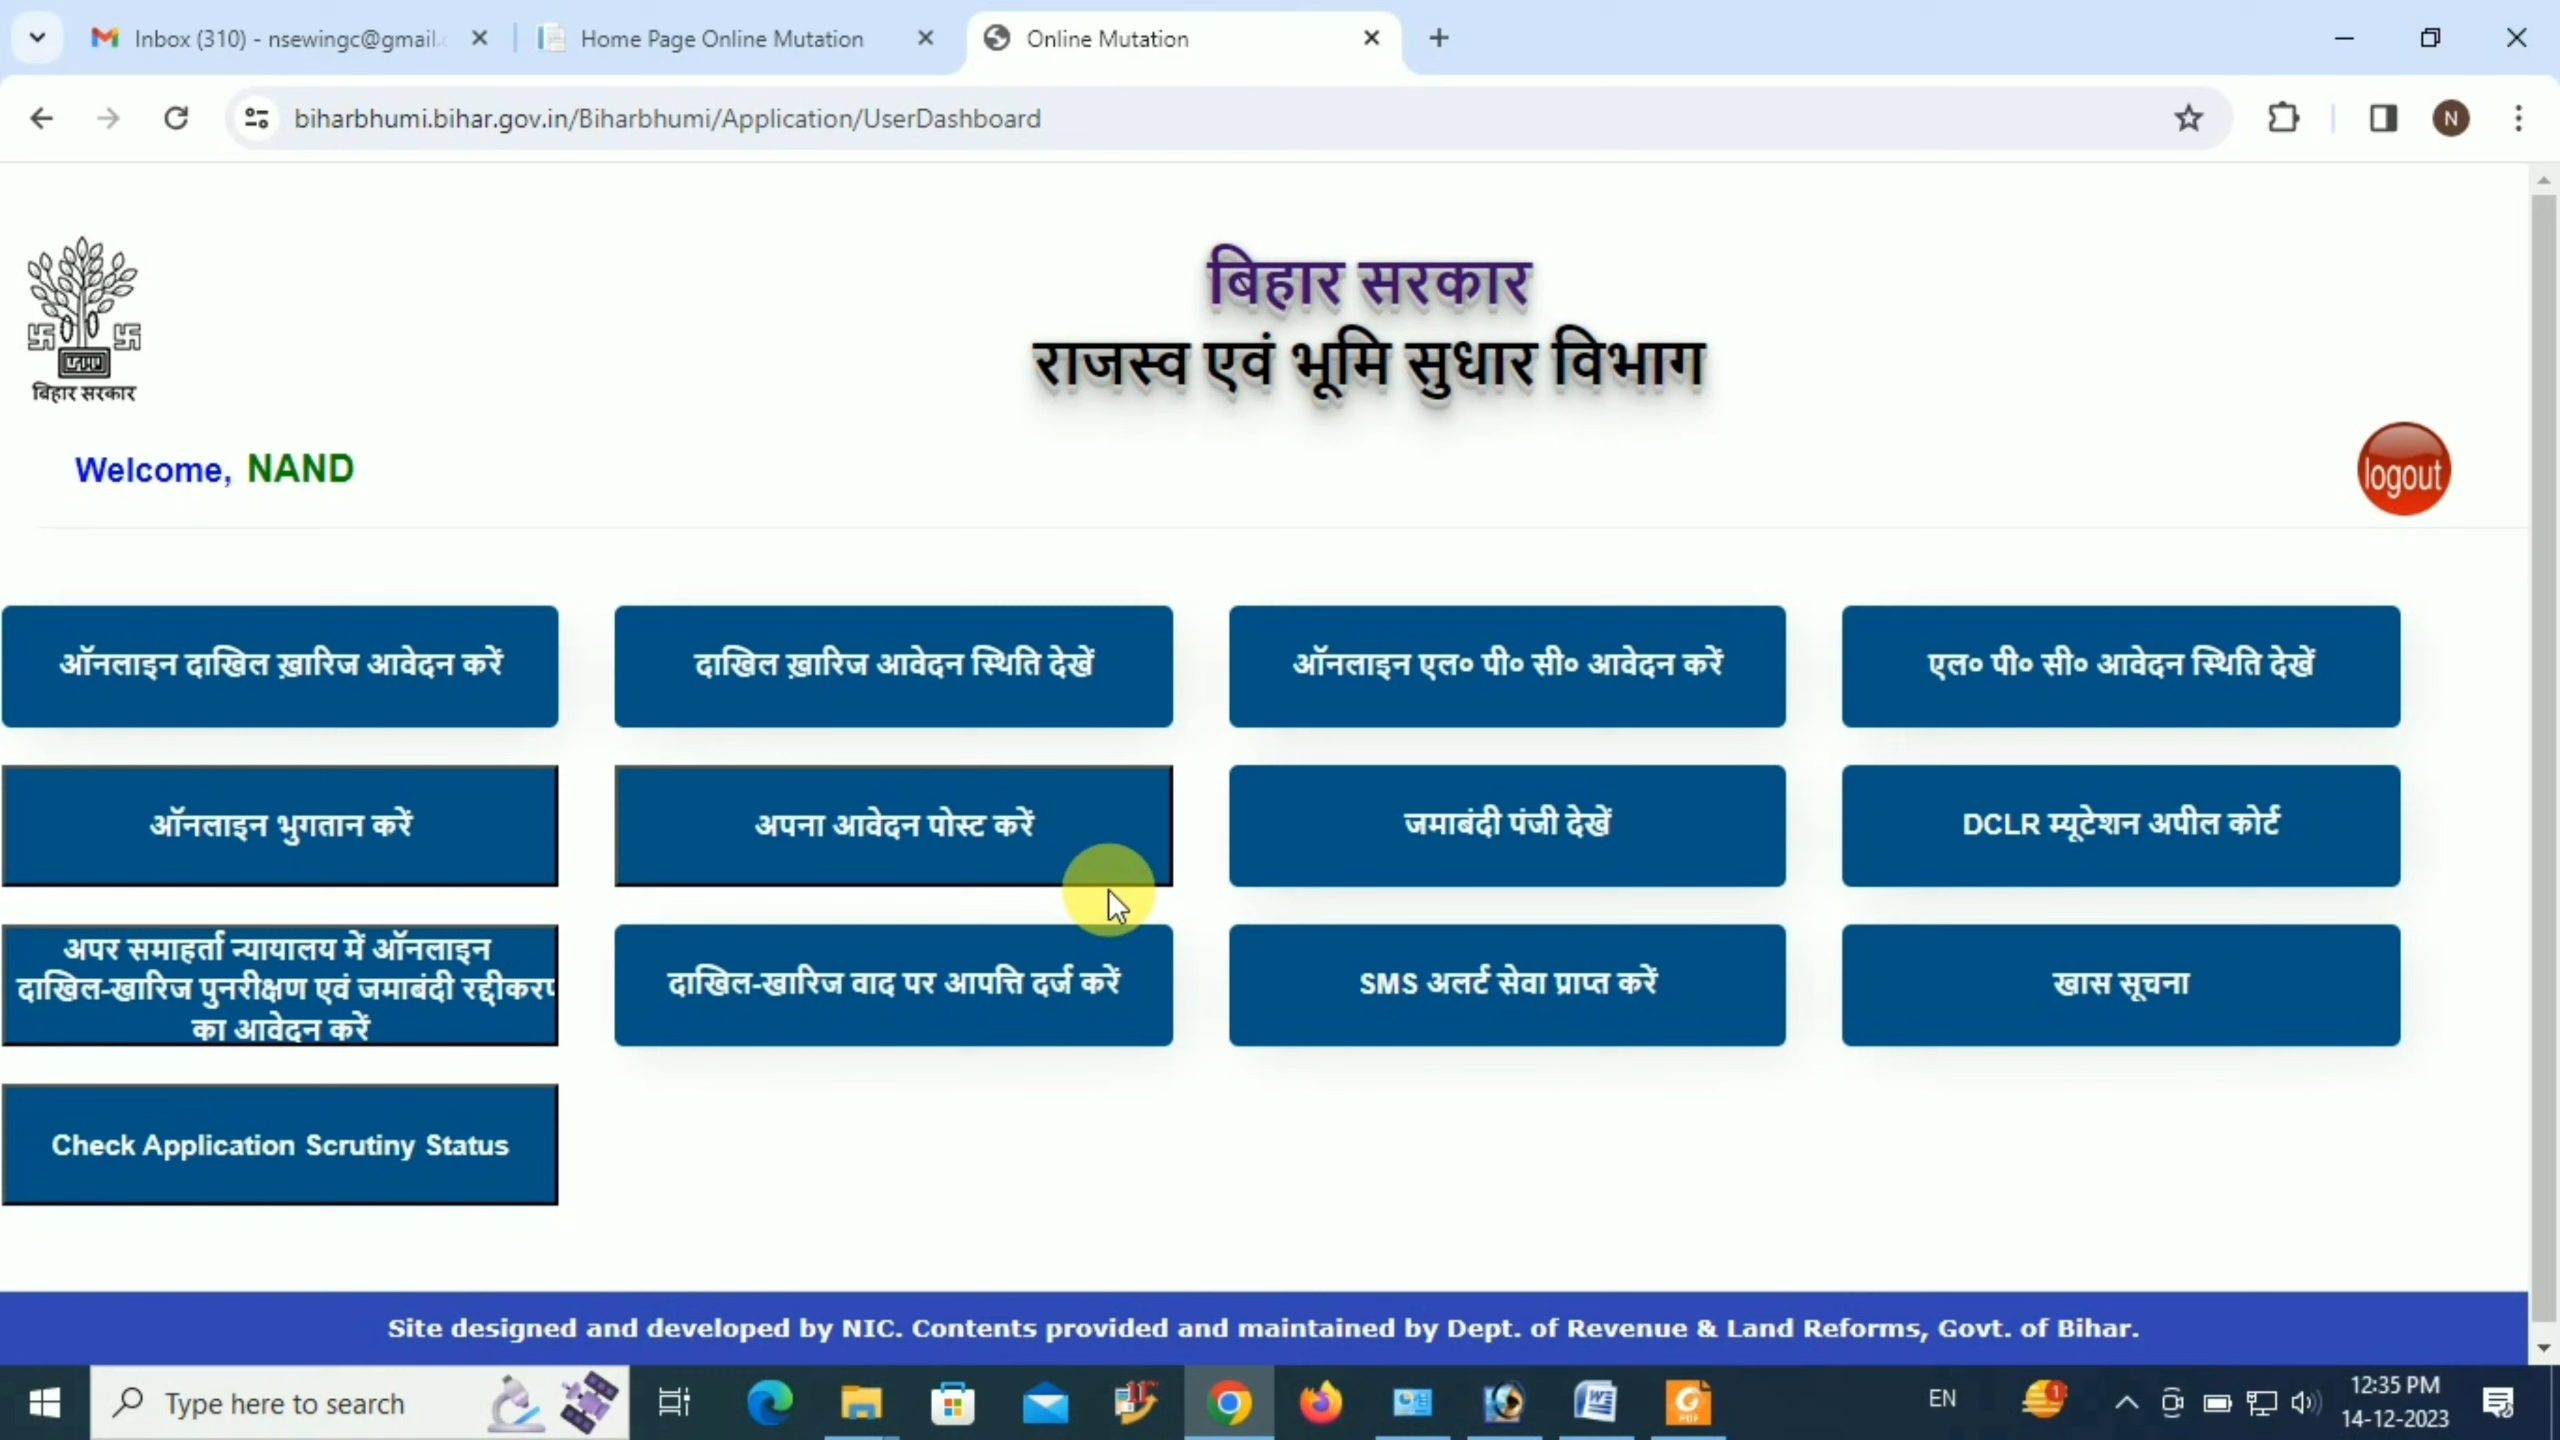 Inbox (310) - nsewingc@gmail.c
Home Page Online Mutation
Online Mutation
biharbhumi.bihar.gov.in/Biharbhumi/Application/UserDashboard
N
बिहार सरकार
राजस्व एवं भूमि सुधार विभाग
बिहार सरकार
Welcome, NAND
logout
ऑनलाइन दाखिल ख़ारिज आवेदन करें
दाखिल ख़ारिज आवेदन स्थिति देखें
ऑनलाइन एल० पी० सी० आवेदन करें
एल० पी० सी० आवेदन स्थिति देखें
ऑनलाइन भुगतान करें
अपना आवेदन पोस्ट करें
जमाबंदी पंजी देखें
DCLR म्यूटेशन अपील कोर्ट
अपर समाहर्ता न्यायालय में ऑनलाइन
दाखिल-खारिज पुनरीक्षण एवं जमाबंदी रद्दीकरण
का आवेदन करें
दाखिल-खारिज वाद पर आपत्ति दर्ज करें
SMS अलर्ट सेवा प्राप्त करें
खास सूचना
Check Application Scrutiny Status
Site designed and developed by NIC. Contents provided and maintained by Dept. of Revenue & Land Reforms, Govt. of Bihar.
Type here to search
EN
1
12:35 PM
14-12-2023